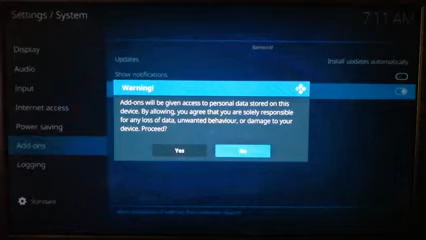 Settings / System
7:11 AM
Display
Audio
Input
Internet access
Power saving
Add-ons
Logging
Standard
General
Updates
Install updates automatically
Show notifications
Warning!
Add-ons will be given access to personal data stored on this
device. By allowing, you agree that you are solely responsible
for any loss of data, unwanted behaviour, or damage to your
device. Proceed?
Yes
No